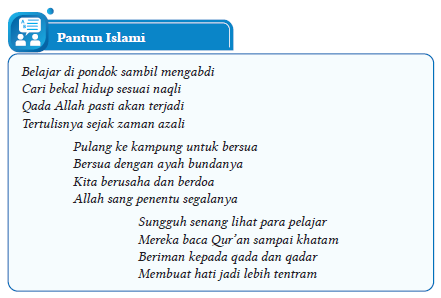 Pantun Islami
Belajar di pondok sambil mengabdi
Cari bekal hidup sesuai naqli
Qada Allah pasti akan terjadi
Tertulisnya sejak zaman azali
Pulang ke kampung untuk bersua
Bersua dengan ayah bundanya
Kita berusaha dan berdoa
Allah sang penentu segalanya
Sungguh senang lihat para pelajar
Mereka baca Qur'an sampai khatam
Beriman kepada qada dan qadar
Membuat hati jadi lebih tentram